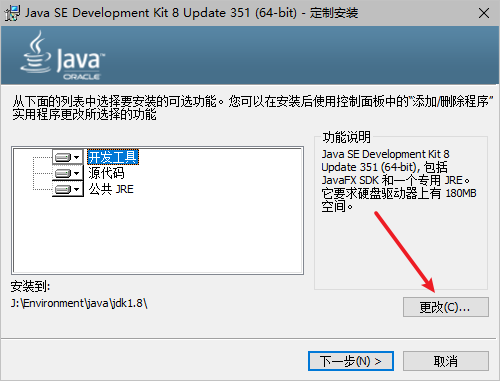 Java SE Development Kit 8 Update 351 (64-bit) - 定制安装
Java
ORACLE
从下面的列表中选择要安装的可选功能。您可以在安装后使用控制面板中的“添加/删除程序”
实用程序更改所选择的功能
开发工具
源代码
公共 JRE
功能说明
Java SE Development Kit 8
Update 351 (64-bit), 包括
JavaFX SDK 和一个专用 JRE。
它要求硬盘驱动器上有 180MB
空间。
安装到:
J:\Environment\java\jdk1.8\
更改(C)...
下一步(N) >
取消